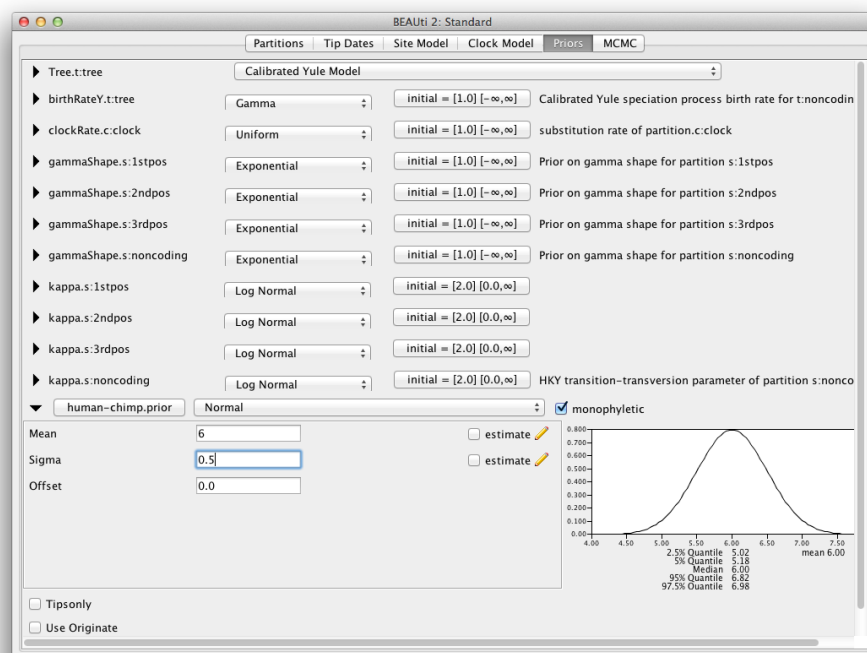 BEAUti 2: Standard
Partitions Tip Dates Site Model Clock Model Priors MCMC
Tree.t:tree Calibrated Yule Model
birthRateY.t:tree Gamma initial = [1.0] [-∞,∞] Calibrated Yule speciation process birth rate for t:noncodin
clockRate.c:clock Uniform initial = [1.0] [-∞,∞] substitution rate of partition.c:clock
gammaShape.s:1stpos Exponential initial = [1.0] [-∞,∞] Prior on gamma shape for partition s:1stpos
gammaShape.s:2ndpos Exponential initial = [1.0] [-∞,∞] Prior on gamma shape for partition s:2ndpos
gammaShape.s:3rdpos Exponential initial = [1.0] [-∞,∞] Prior on gamma shape for partition s:3rdpos
gammaShape.s:noncoding Exponential initial = [1.0] [-∞,∞] Prior on gamma shape for partition s:noncoding
kappa.s:1stpos Log Normal initial = [2.0] [0.0,∞]
kappa.s:2ndpos Log Normal initial = [2.0] [0.0,∞]
kappa.s:3rdpos Log Normal initial = [2.0] [0.0,∞]
kappa.s:noncoding Log Normal initial = [2.0] [0.0,∞] HKY transition-transversion parameter of partition s:nonco
human-chimp.prior Normal monophyletic
Mean 6 estimate
Sigma 0.5 estimate
Offset 0.0
0.800
0.700
0.600
0.500
0.400
0.300
0.200
0.100
0.00
4.00 4.50 5.00 5.50 6.00 6.50 7.00 7.50
2.5% Quantile 5.02 mean 6.00
5% Quantile 5.18
Median 6.00
95% Quantile 6.82
97.5% Quantile 6.98
Tipsonly
Use Originate